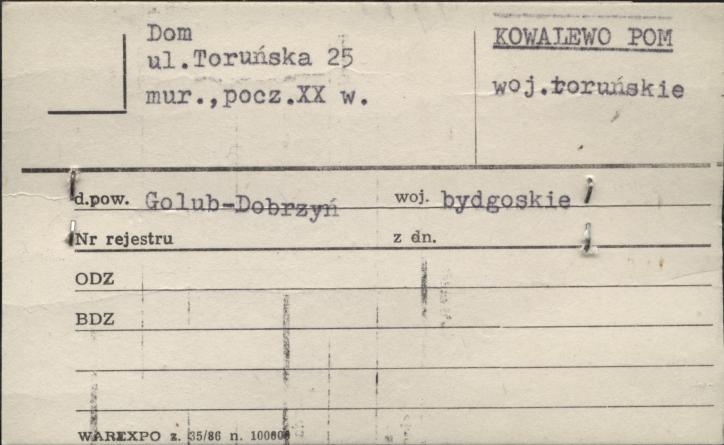 Dom
ul.Toruńska 25
mur.,pocz.XX w.
KOWALEWO POM
woj.toruńskie
d.pow. Golub-Dobrzyń woj. bydgoskie
Nr rejestru z dn.
ODZ
BDZ
WAREXPO z. 35/86 n. 100000